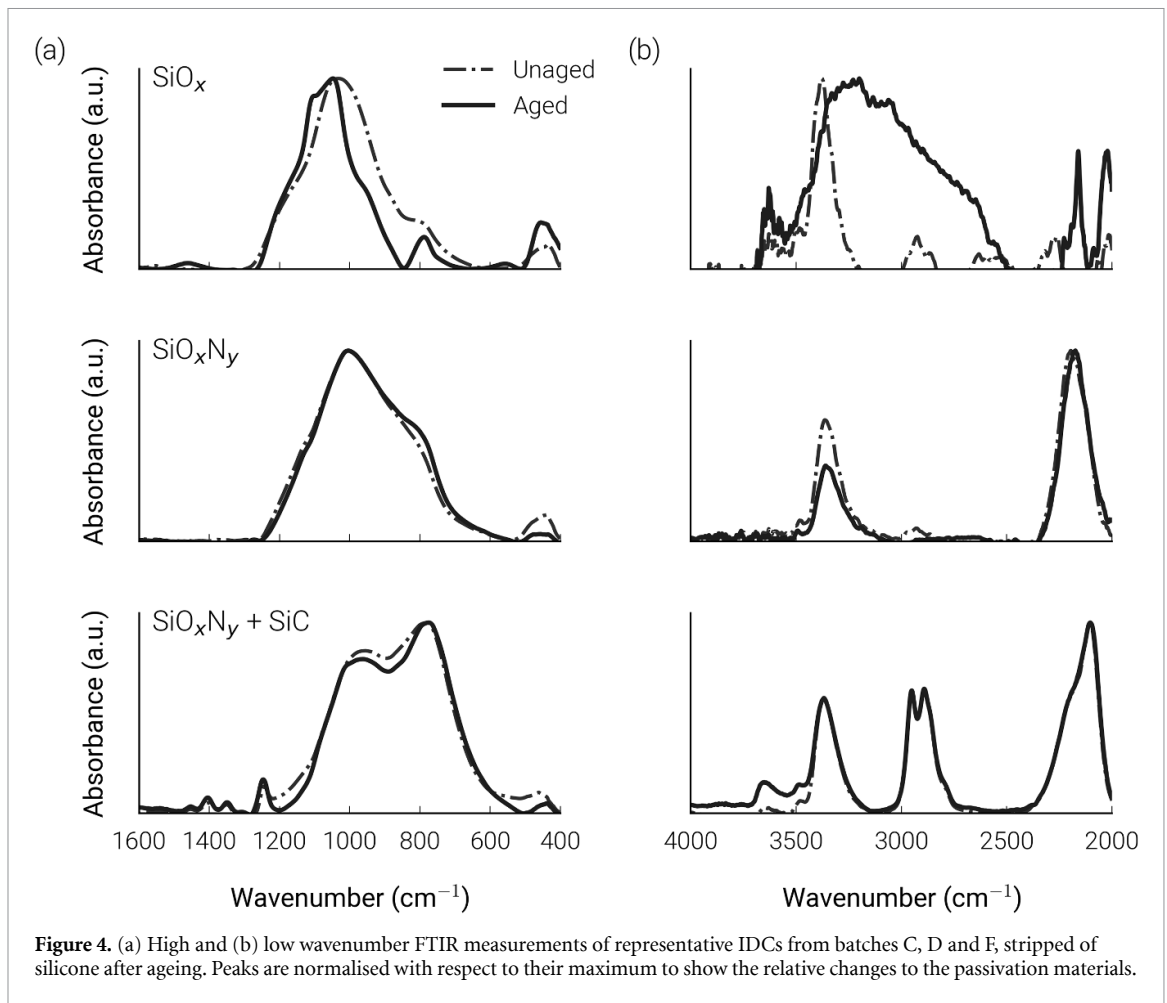 (a)
(b)
SiOx
Unaged
Aged
Absorbance (a.u.)
SiOxNy
Absorbance (a.u.)
SiOxNy + SiC
Absorbance (a.u.)
1600 1400 1200 1000 800 600 400
4000 3500 3000 2500 2000
Wavenumber (cm−1)
Wavenumber (cm−1)
Figure 4. (a) High and (b) low wavenumber FTIR measurements of representative IDCs from batches C, D and F, stripped of
silicone after ageing. Peaks are normalised with respect to their maximum to show the relative changes to the passivation materials.